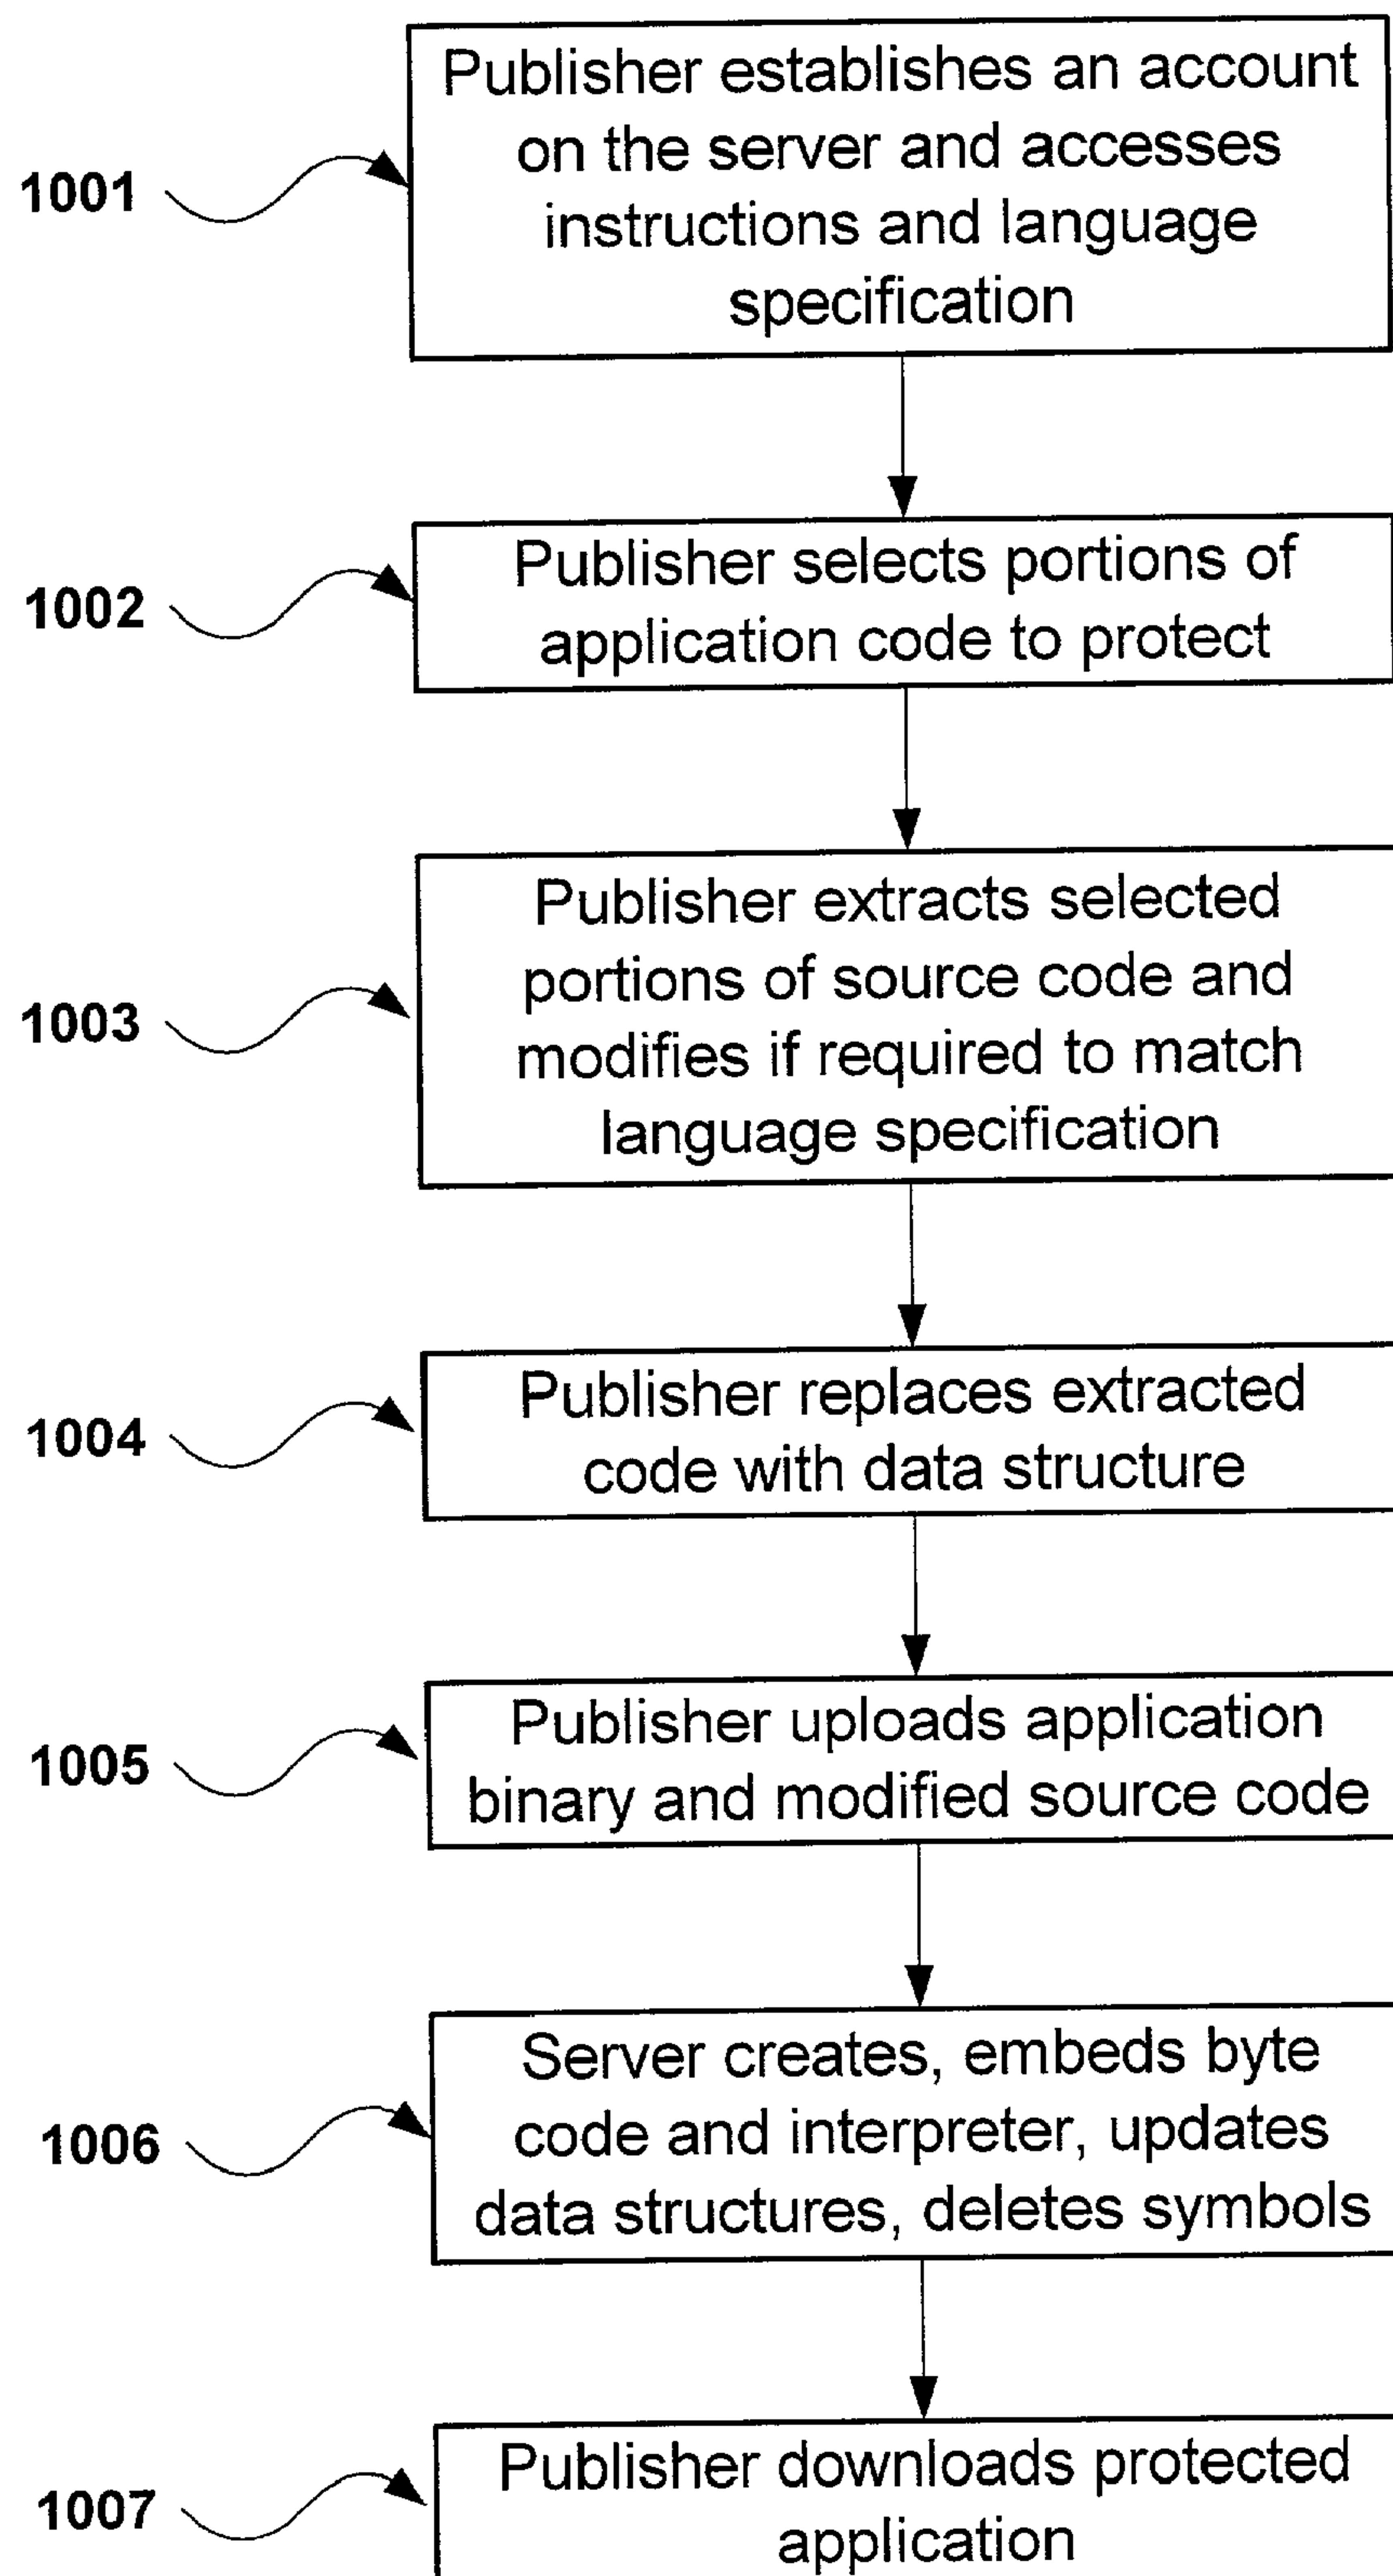 Publisher establishes an account
on the server and accesses
instructions and language
specification
1001
Publisher selects portions of
application code to protect
1002
Publisher extracts selected
portions of source code and
modifies if required to match
language specification
1003
Publisher replaces extracted
code with data structure
1004
Publisher uploads application
binary and modified source code
1005
Server creates, embeds byte
code and interpreter, updates
data structures, deletes symbols
1006
Publisher downloads protected
application
1007